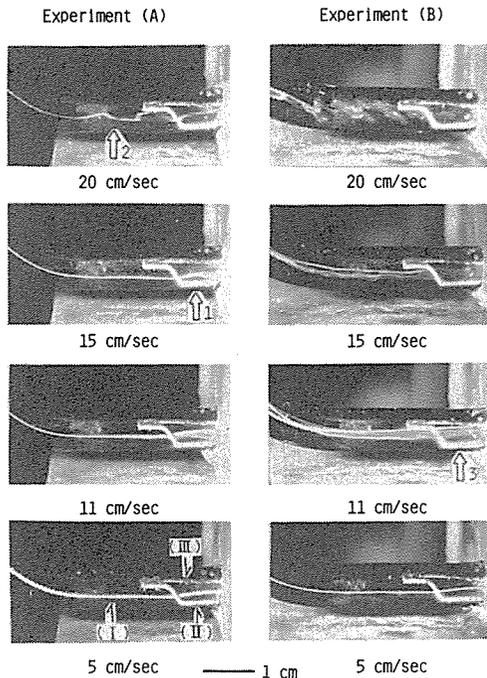 Experiment (A) Experiment (B)
2
20 cm/sec 20 cm/sec
1
15 cm/sec 15 cm/sec
3
11 cm/sec 11 cm/sec
(III)
(I) (II)
5 cm/sec 1 cm 5 cm/sec